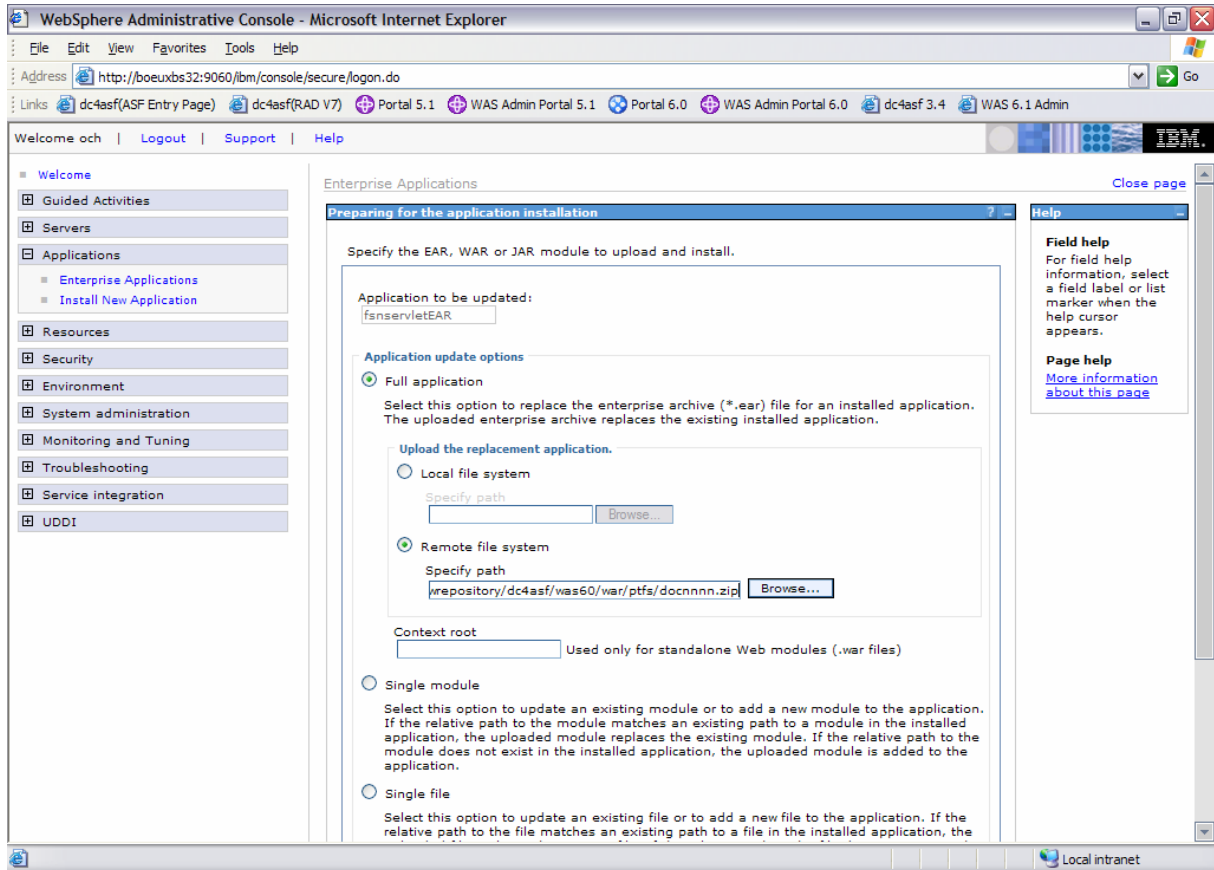 WebSphere Administrative Console - Microsoft Internet Explorer
File Edit View Favorites Tools Help
Address http://boeuxbs32:9060/ibm/console/secure/logon.do Go
Links dc4asf(ASF Entry Page) dc4asf(RAD V7) Portal 5.1 WAS Admin Portal 5.1 Portal 6.0 WAS Admin Portal 6.0 dc4asf 3.4 WAS 6.1 Admin
Welcome och | Logout | Support | Help IBM.
Welcome
Guided Activities
Servers
Applications
Enterprise Applications
Install New Application
Resources
Security
Environment
System administration
Monitoring and Tuning
Troubleshooting
Service integration
UDDI
Enterprise Applications Close page
Preparing for the application installation ? -
Specify the EAR, WAR or JAR module to upload and install.
Application to be updated:
fsnservletEAR
Application update options
Full application
Select this option to replace the enterprise archive (*.ear) file for an installed application.
The uploaded enterprise archive replaces the existing installed application.
Upload the replacement application.
Local file system
Specify path
Browse...
Remote file system
Specify path
repository/dc4asf/was60/war/ptfs/docnnnn.zip Browse...
Context root
Used only for standalone Web modules (.war files)
Single module
Select this option to update an existing module or to add a new module to the application.
If the relative path to the module matches an existing path to a module in the installed
application, the uploaded module replaces the existing module. If the relative path to the
module does not exist in the installed application, the uploaded module is added to the
application.
Single file
Select this option to update an existing file or to add a new file to the application. If the
relative path to the file matches an existing path to a file in the installed application, the
Help -
Field help
For field help
information, select
a field label or list
marker when the
help cursor
appears.
Page help
More information
about this page
Local intranet